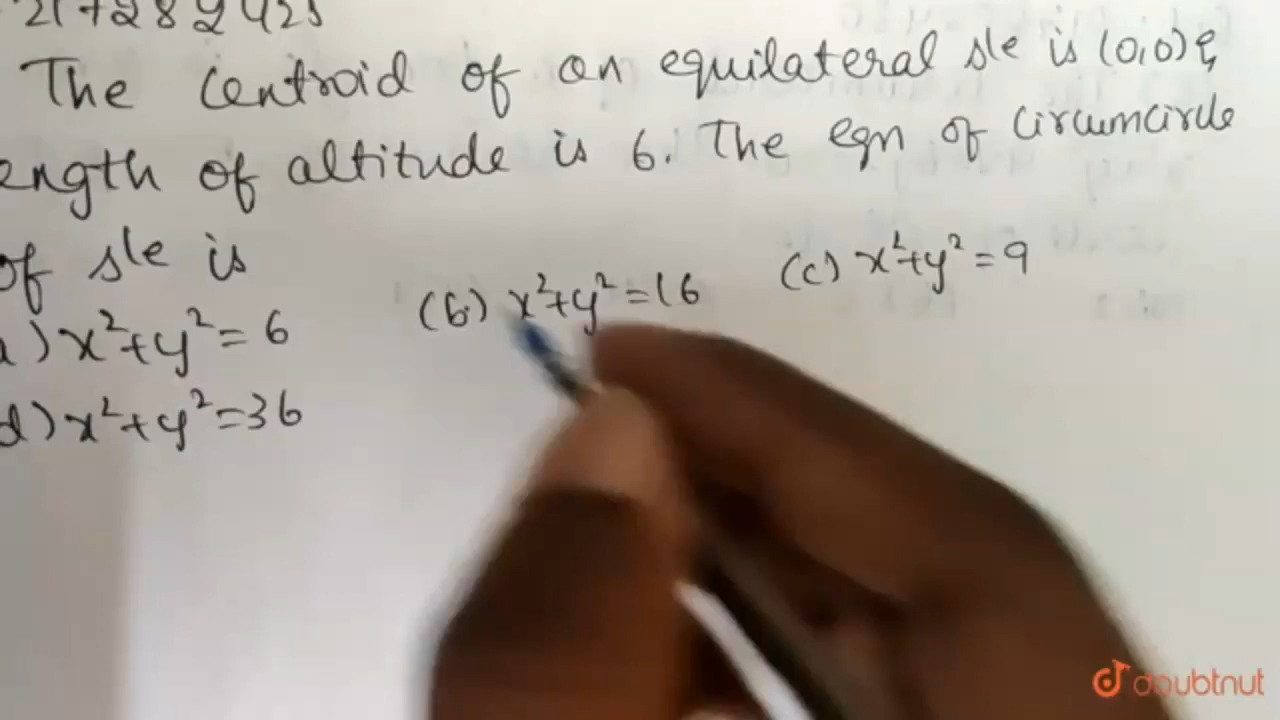 217282425
The centroid of an equilateral sle is (0,0) &
ength of altitude is 6. The eqn of circumcircle
of sle is
a) x²+y²=6 (b) x²+y²=16 (c) x²+y²=9
d) x²+y²=36
doubtnut